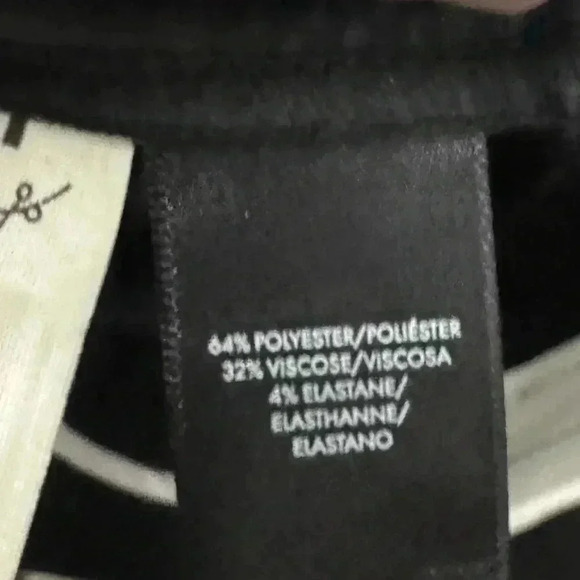 64% POLYESTER/POLIÉSTER
32% VISCOSE/VISCOSA
4% ELASTANE/
ELASTHANNE/
ELASTANO